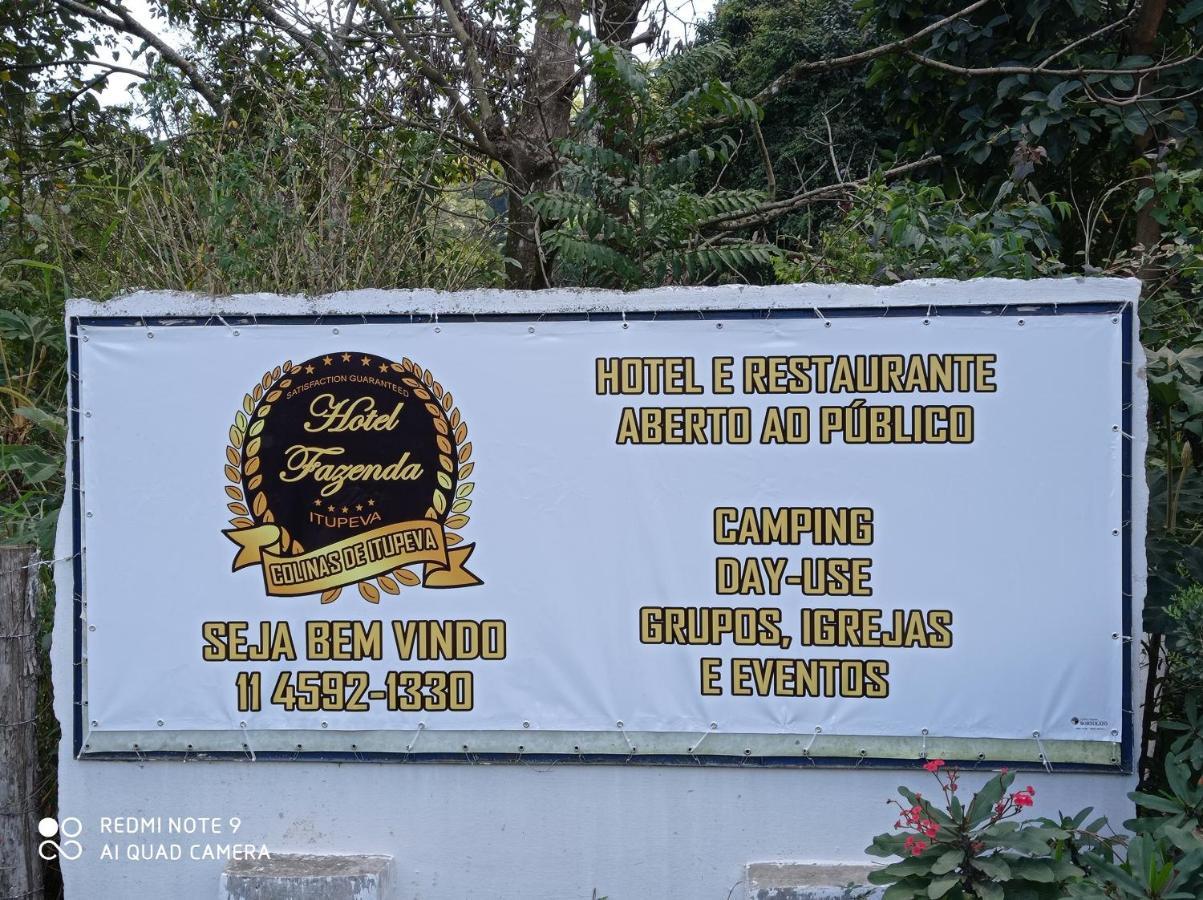 SATISFACTION GUARANTEED
Hotel
Fazenda
ITUPEVA
COLINAS DE ITUPEVA
SEJA BEM VINDO
11 4592-1330
HOTEL E RESTAURANTE
ABERTO AO PÚBLICO
CAMPING
DAY-USE
GRUPOS, IGREJAS
E EVENTOS
REDMI NOTE 9
AI QUAD CAMERA